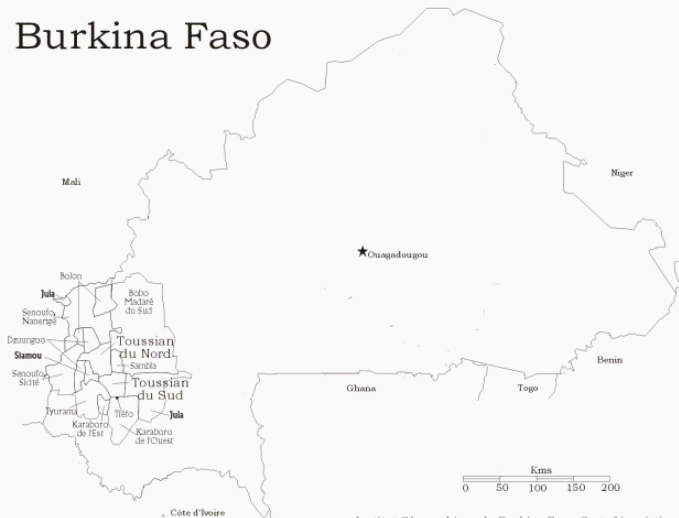 Burkina Faso
Mali
Niger
Ouagadougou
Bolon
Jula
Bobo
Madaré
du Sud
Senoufo,
Nanerigé
Dzuungoo
Siamou
Toussian
du Nord
Sambla
Senoufo,
Sicité
Toussian
du Sud
Tyurama
Tiéfo
Jula
Karaboro
de l'Est
Karaboro
de l'Ouest
Benin
Ghana
Togo
Kms
0 50 100 150 200
Côte d'Ivoire